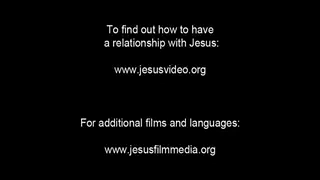 To find out how to have
a relationship with Jesus:
www.jesusvideo.org
For additional films and languages:
www.jesusfilmmedia.org